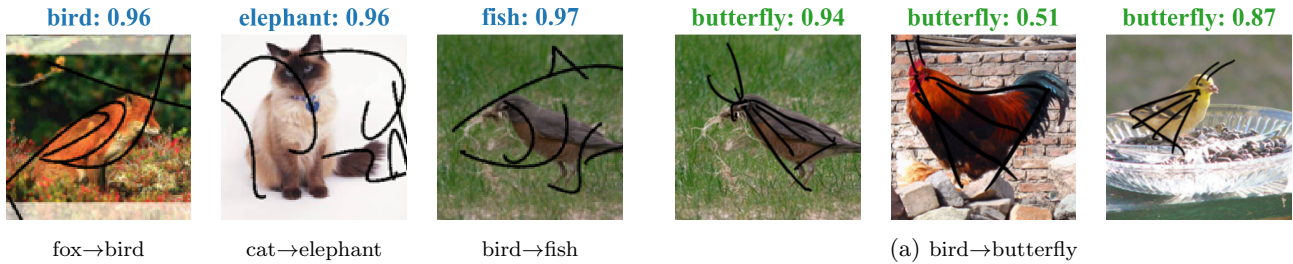 bird: 0.96 elephant: 0.96 fish: 0.97 butterfly: 0.94 butterfly: 0.51 butterfly: 0.87
fox→bird cat→elephant bird→fish (a) bird→butterfly